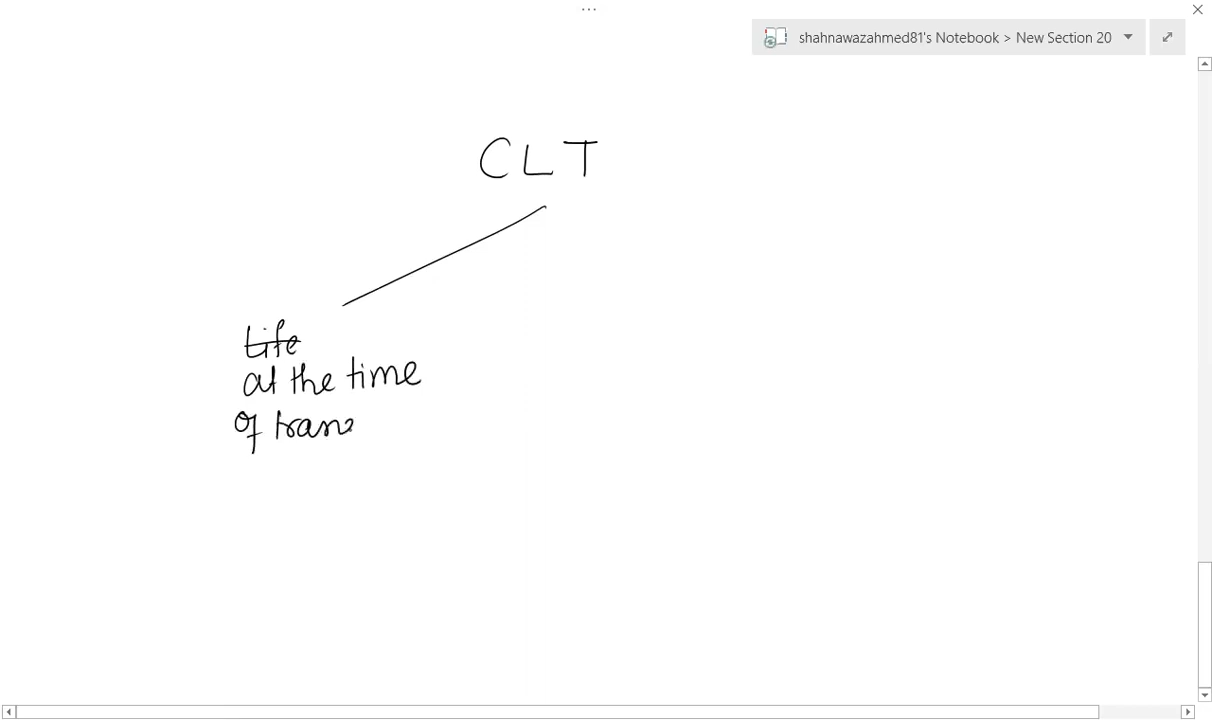 shahnawazahmed81's Notebook > New Section 20
CLT
Life
at the time
of trans